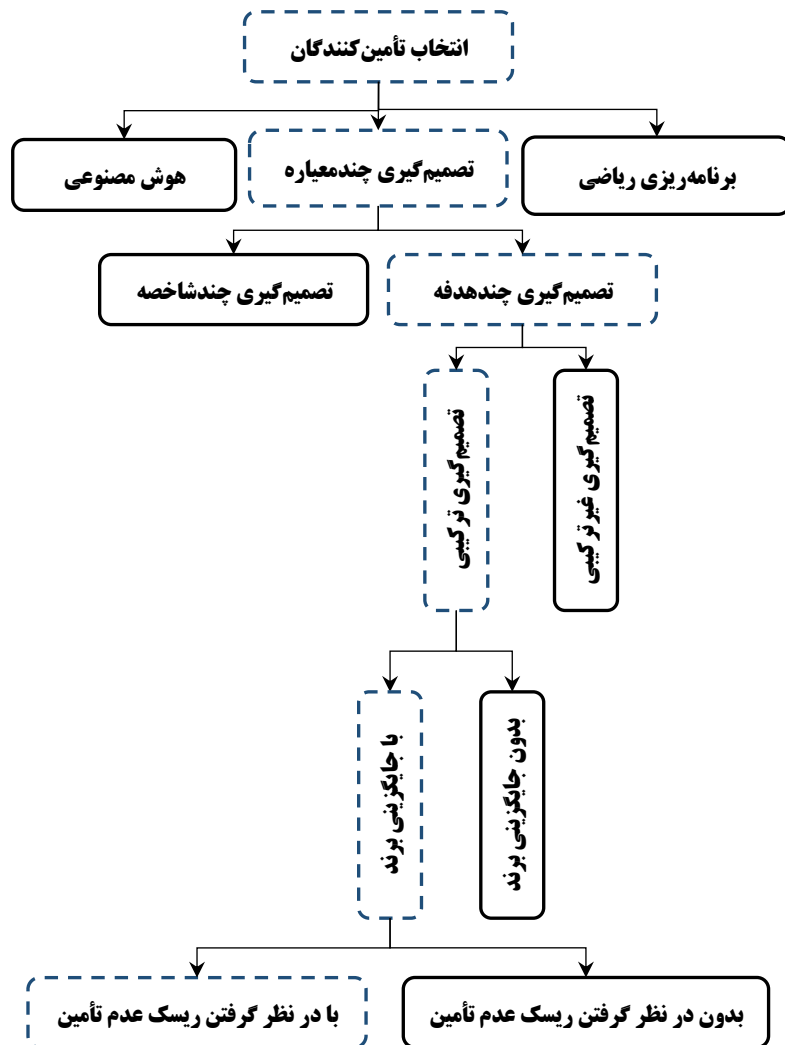 انتخاب تأمین‌کنندگان
برنامه‌ریزی ریاضی
تصمیم‌گیری چندمعیاره
هوش مصنوعی
تصمیم‌گیری چندهدفه
تصمیم‌گیری چندشاخصه
تصمیم‌گیری غیرترکیبی
تصمیم‌گیری ترکیبی
بدون جایگزینی برند
با جایگزینی برند
بدون در نظر گرفتن ریسک عدم تأمین
با در نظر گرفتن ریسک عدم تأمین